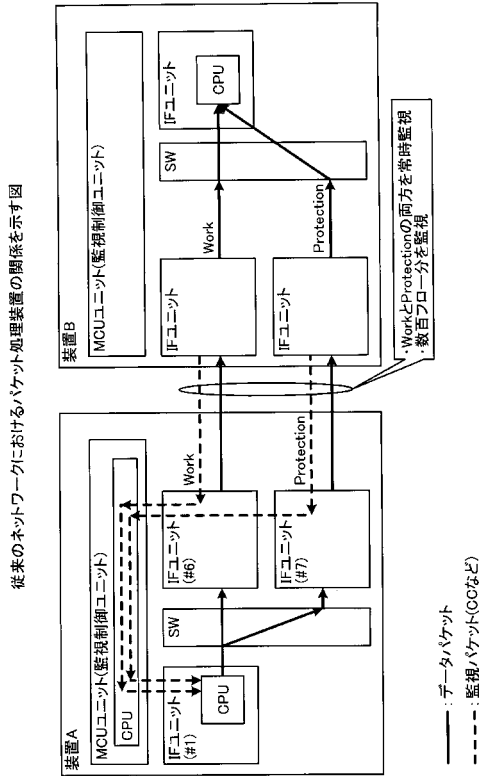 従来のネットワークにおけるパケット処理装置の関係を示す図
装置A
MCUユニット(監視制御ユニット)
CPU
IFユニット
(#1)
CPU
SW
IFユニット
(#6)
Work
IFユニット
(#7)
Protection
装置B
MCUユニット(監視制御ユニット)
IFユニット
Work
IFユニット
Protection
SW
IFユニット
CPU
・WorkとProtectionの両方を常時監視
・数百フロー分を監視
:データパケット
:監視パケット(CCなど)